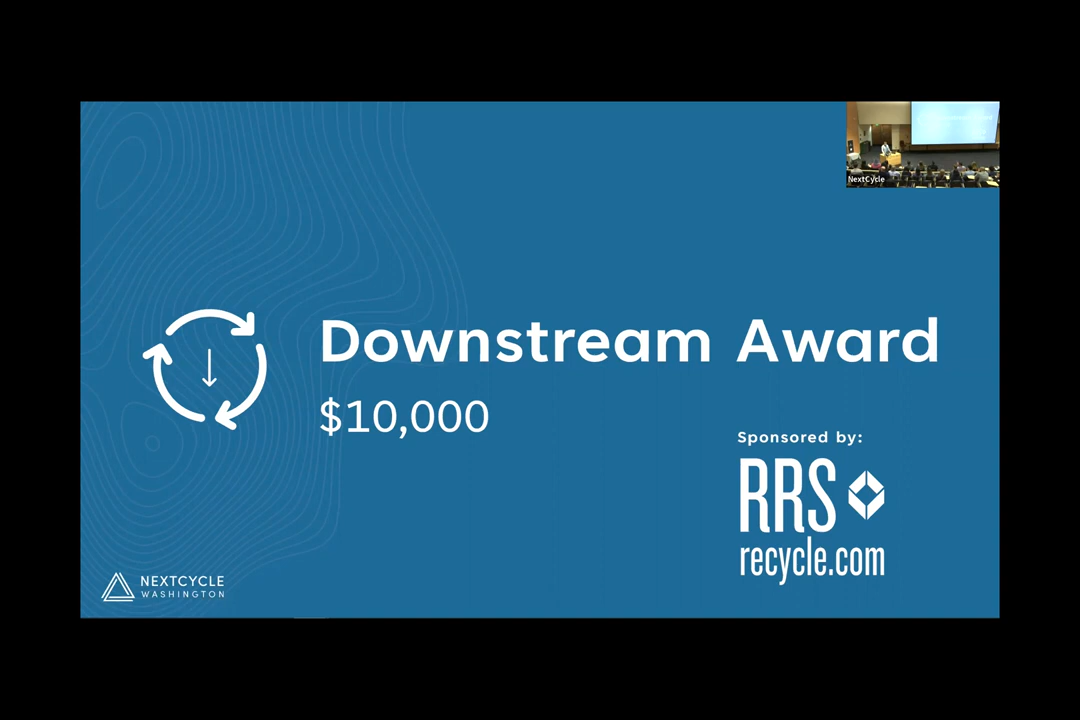 NextCycle
Downstream Award
$10,000
Sponsored by:
RRS
recycle.com
NEXTCYCLE
WASHINGTON